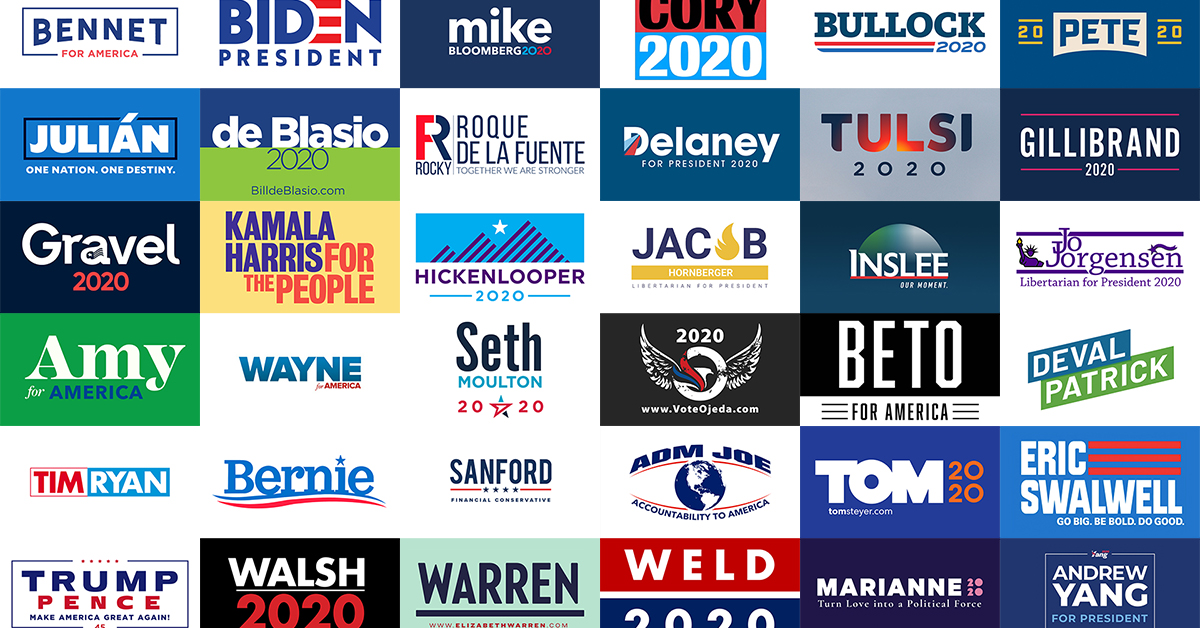 BENNET
FOR AMERICA
BIDEN
PRESIDENT
mike
BLOOMBERG2020
CORY
2020
BULLOCK
2020
20 PETE 20
JULIÁN
ONE NATION. ONE DESTINY.
de Blasio
2020
BilldeBlasio.com
R
ROCKY
ROQUE
DE LA FUENTE
TOGETHER WE ARE STRONGER
Delaney
FOR PRESIDENT 2020
TULSI
2020
GILLIBRAND
2020
Gravel
2020
KAMALA
HARRIS FOR
THE PEOPLE
HICKENLOOPER
2020
JACOB
HORNBERGER
LIBERTARIAN FOR PRESIDENT
INSLEE
OUR MOMENT.
Jo
Jorgensen
Libertarian for President 2020
Amy
for AMERICA
WAYNE
for AMERICA
Seth
MOULTON
20 20
2020
www.VoteOjeda.com
BETO
FOR AMERICA
DEVAL
PATRICK
TIM RYAN
Bernie
SANFORD
FINANCIAL CONSERVATIVE
ADM JOE
ACCOUNTABILITY TO AMERICA
TOM 20
20
tomsteyer.com
ERIC
SWALWELL
GO BIG. BE BOLD. DO GOOD.
TRUMP
PENCE
MAKE AMERICA GREAT AGAIN!
45
WALSH
2020
WARREN
WWW.ELIZABETHWARREN.COM
WELD
2020
MARIANNE 20
20
Turn Love into a Political Force
Yang
ANDREW
YANG
FOR PRESIDENT